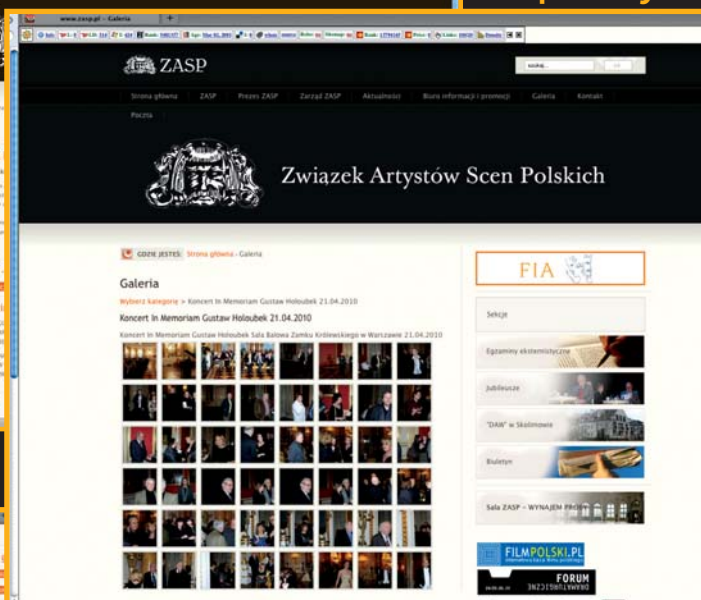 www.zasp.pl - Galeria
ZASP
szukaj...
Strona główna ZASP Prezes ZASP Zarząd ZASP Aktualności Biuro informacji i promocji Galeria Kontakt
Poczta
Związek Artystów Scen Polskich
GDZIE JESTEŚ: Strona główna › Galeria
Galeria
Wybierz kategorię > Koncert In Memoriam Gustaw Holoubek 21.04.2010
Koncert In Memoriam Gustaw Holoubek 21.04.2010
Koncert In Memoriam Gustaw Holoubek Sala Balowa Zamku Królewskiego w Warszawie 21.04.2010
FIA
Sekcje
Egzaminy eksternistyczne
Jubileusze
"DAW" w Skolimowie
Biuletyn
Sala ZASP - WYNAJEM PRÓBY
FILMPOLSKI.PL
FORUM
DRAMATURGICZNE